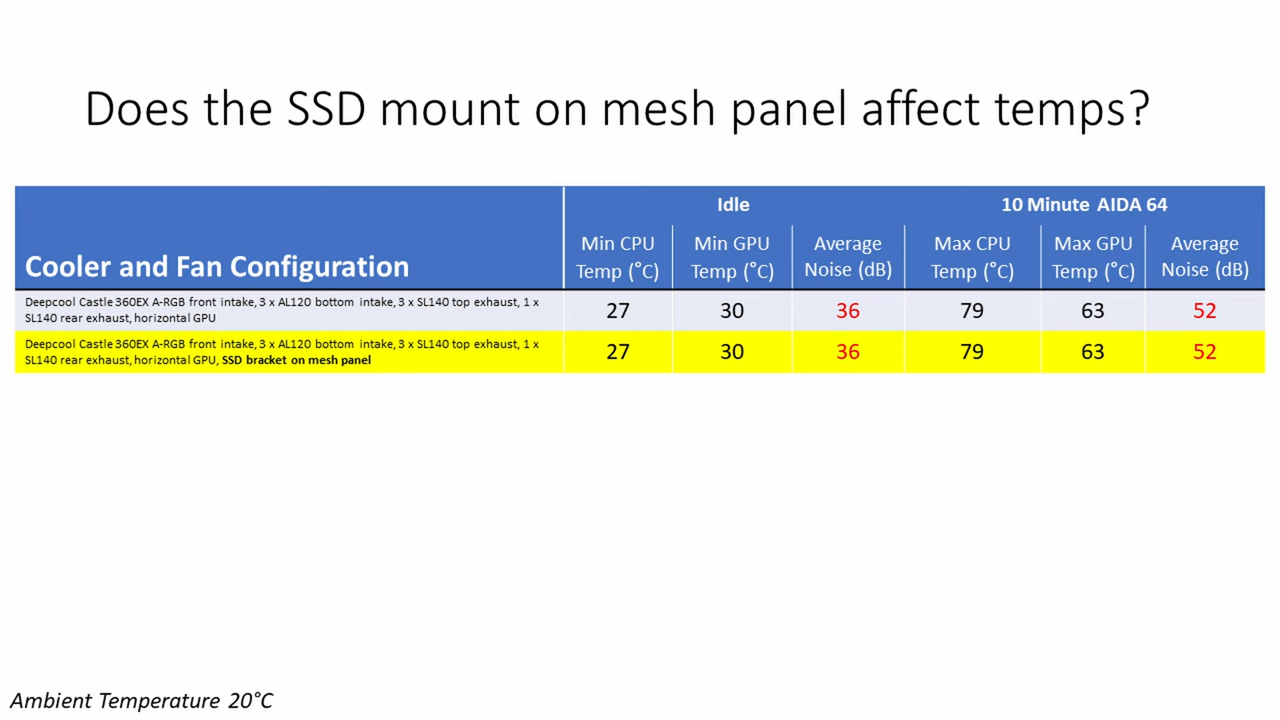 Does the SSD mount on mesh panel affect temps?
Idle
10 Minute AIDA 64
Cooler and Fan Configuration
Min CPU Temp (°C)
Min GPU Temp (°C)
Average Noise (dB)
Max CPU Temp (°C)
Max GPU Temp (°C)
Average Noise (dB)
Deepcool Castle 360EX A-RGB front intake, 3 x AL120 bottom intake, 3 x SL140 top exhaust, 1 x
SL140 rear exhaust, horizontal GPU
27 30 36 79 63 52
Deepcool Castle 360EX A-RGB front intake, 3 x AL120 bottom intake, 3 x SL140 top exhaust, 1 x
SL140 rear exhaust, horizontal GPU, SSD bracket on mesh panel
27 30 36 79 63 52
Ambient Temperature 20°C